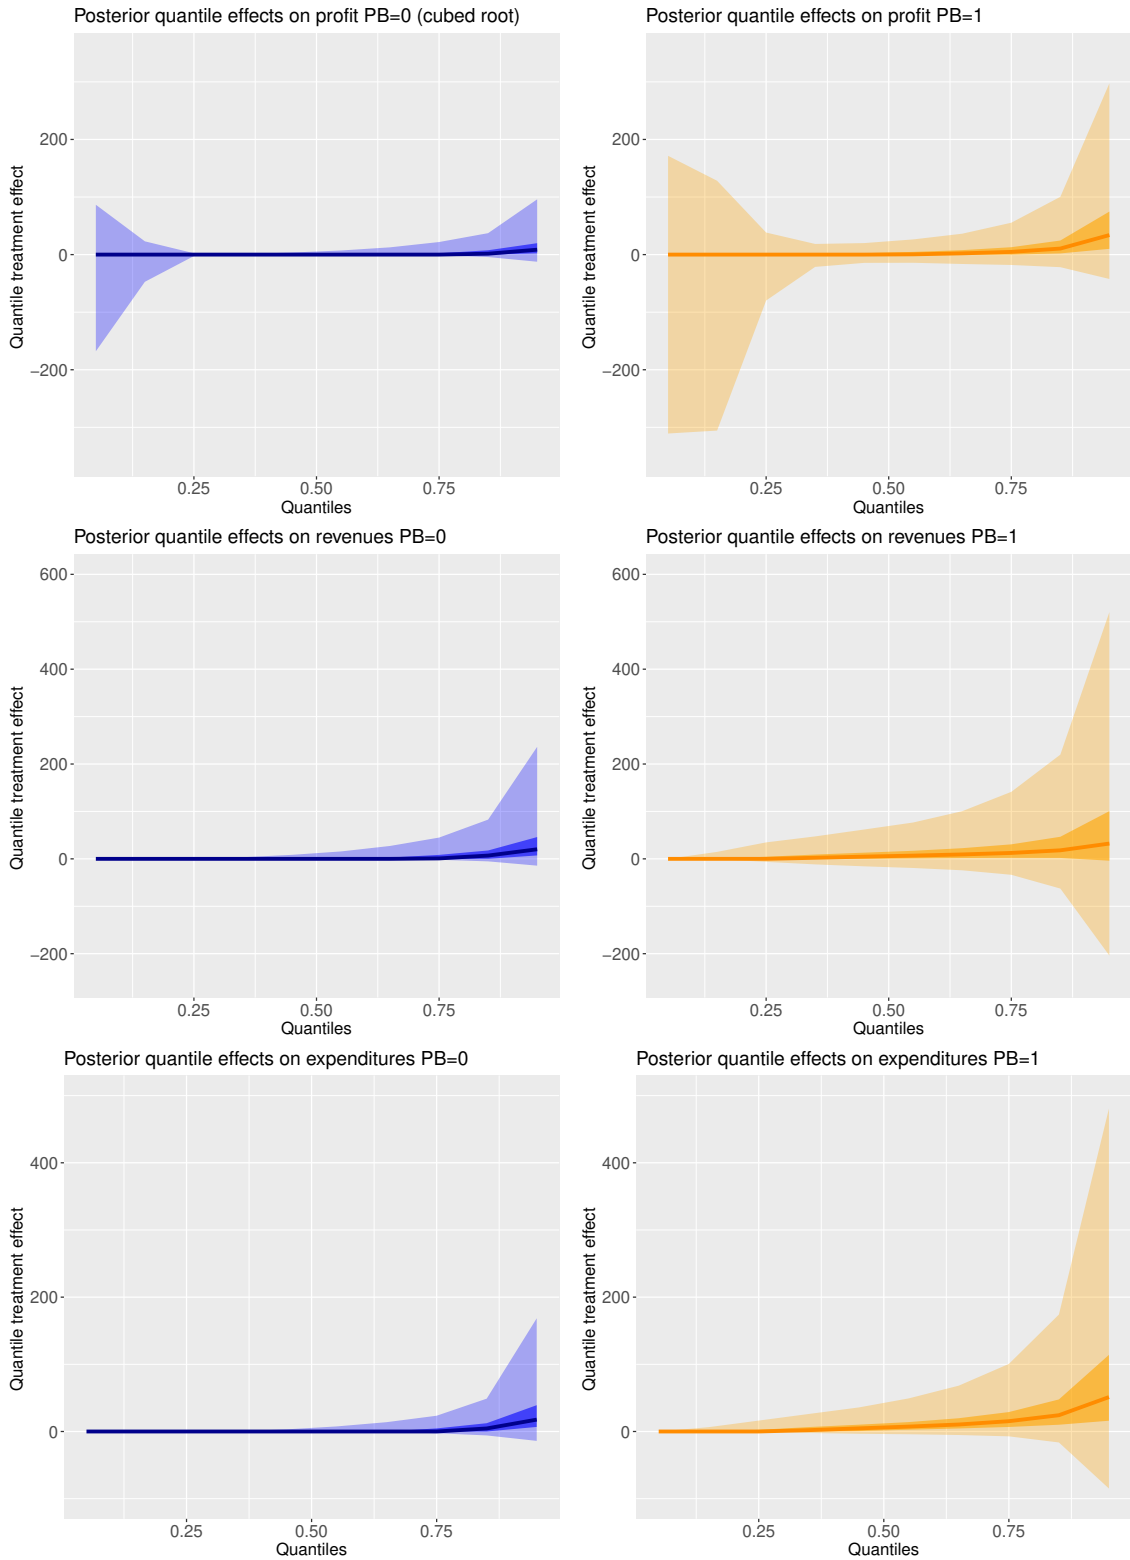 Posterior quantile effects on profit PB=0 (cubed root)
Quantile treatment effect
200
0
−200
0.25 0.50 0.75
Quantiles
Posterior quantile effects on profit PB=1
Quantile treatment effect
200
0
−200
0.25 0.50 0.75
Quantiles
Posterior quantile effects on revenues PB=0
Quantile treatment effect
600
400
200
0
−200
0.25 0.50 0.75
Quantiles
Posterior quantile effects on revenues PB=1
Quantile treatment effect
600
400
200
0
−200
0.25 0.50 0.75
Quantiles
Posterior quantile effects on expenditures PB=0
Quantile treatment effect
400
200
0
0.25 0.50 0.75
Quantiles
Posterior quantile effects on expenditures PB=1
Quantile treatment effect
400
200
0
0.25 0.50 0.75
Quantiles